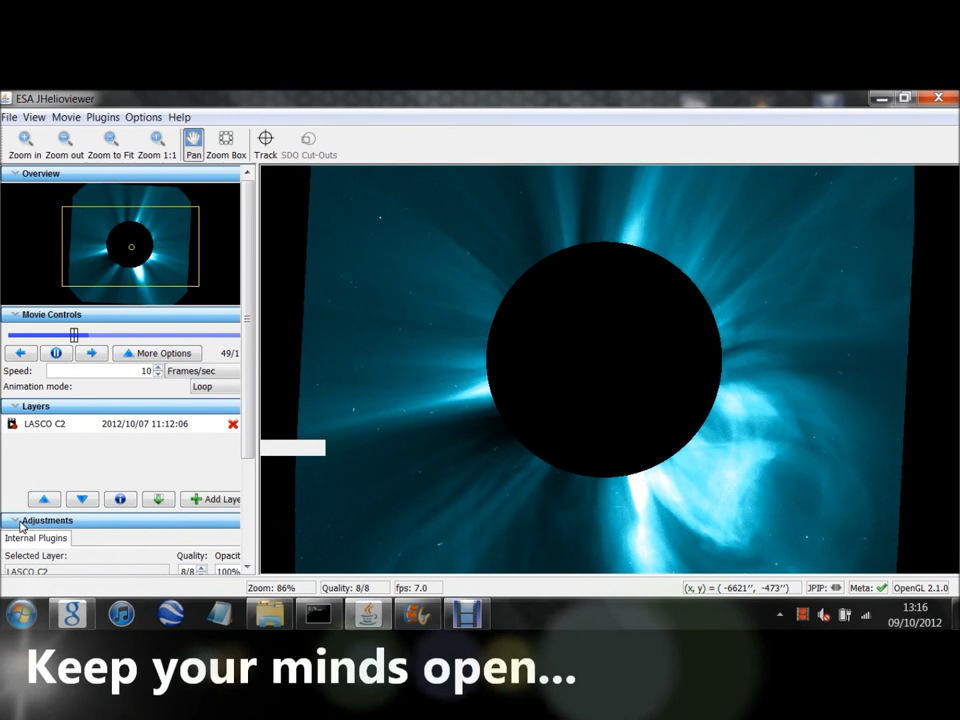 ESA JHelioviewer
File View Movie Plugins Options Help
Zoom in Zoom out Zoom to Fit Zoom 1:1 Pan Zoom Box Track SDO Cut-Outs
Overview
Movie Controls
More Options 49/1
Speed: 10 Frames/sec
Animation mode: Loop
Layers
LASCO C2 2012/10/07 11:12:06
Add Laye
Adjustments
Internal Plugins
Selected Layer: Quality: Opacit
LASCO C2 8/8 100%
Zoom: 86% Quality: 8/8 fps: 7.0 (x, y) = ( -6621’’, -473’’) JPIP: Meta: OpenGL 2.1.0
13:16
09/10/2012
Keep your minds open...